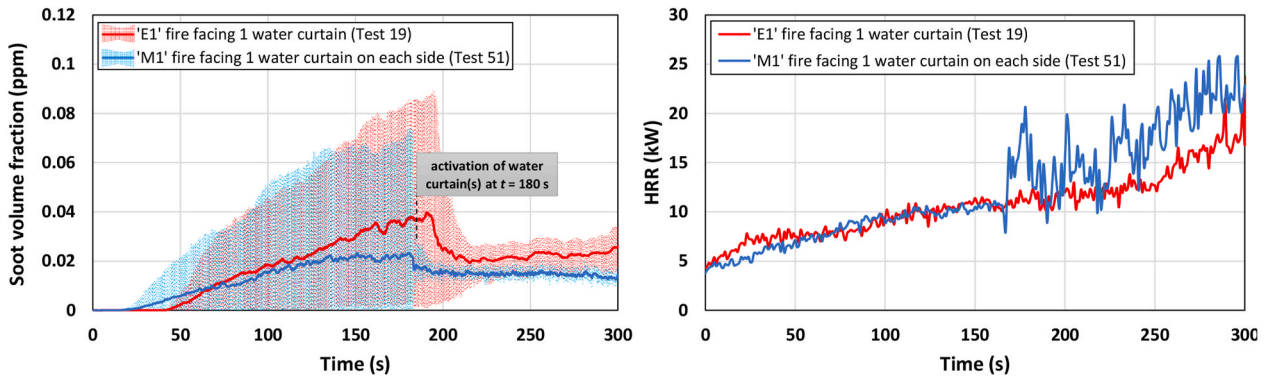 'E1' fire facing 1 water curtain (Test 19)
'M1' fire facing 1 water curtain on each side (Test 51)
Soot volume fraction (ppm)
0.12
0.1
0.08
0.06
0.04
0.02
0
activation of water
curtain(s) at t = 180 s
0 50 100 150 200 250 300
Time (s)
'E1' fire facing 1 water curtain (Test 19)
'M1' fire facing 1 water curtain on each side (Test 51)
HRR (kW)
30
25
20
15
10
5
0
0 50 100 150 200 250 300
Time (s)